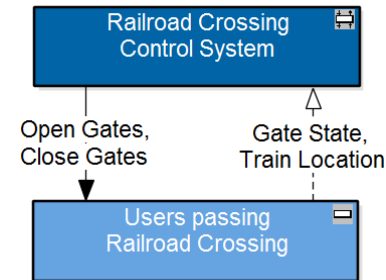 Railroad Crossing
Control System
Open Gates,
Close Gates
Gate State,
Train Location
Users passing
Railroad Crossing